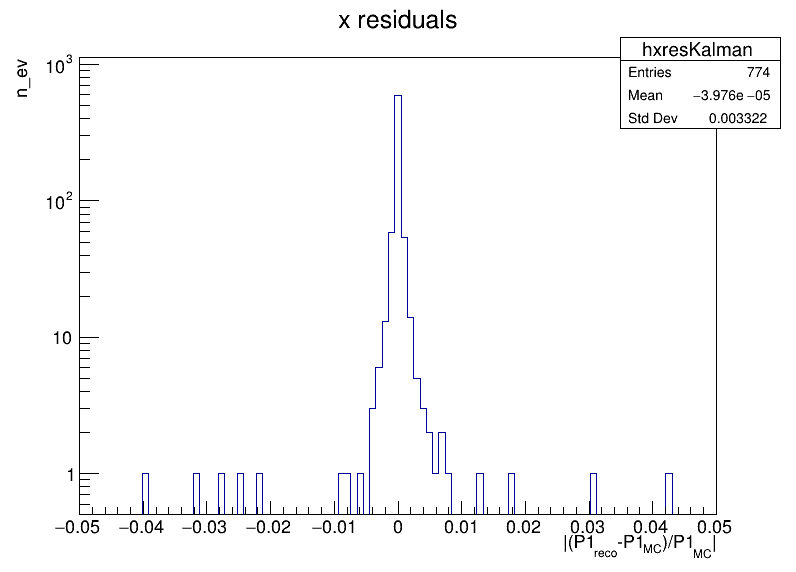 x residuals
hxresKalman
Entries 774
Mean −3.976e −05
Std Dev 0.003322
n_ev
10³
10²
10
1
−0.05 −0.04 −0.03 −0.02 −0.01 0 0.01 0.02 0.03 0.04 0.05
|(P1reco-P1MC)/P1MC|